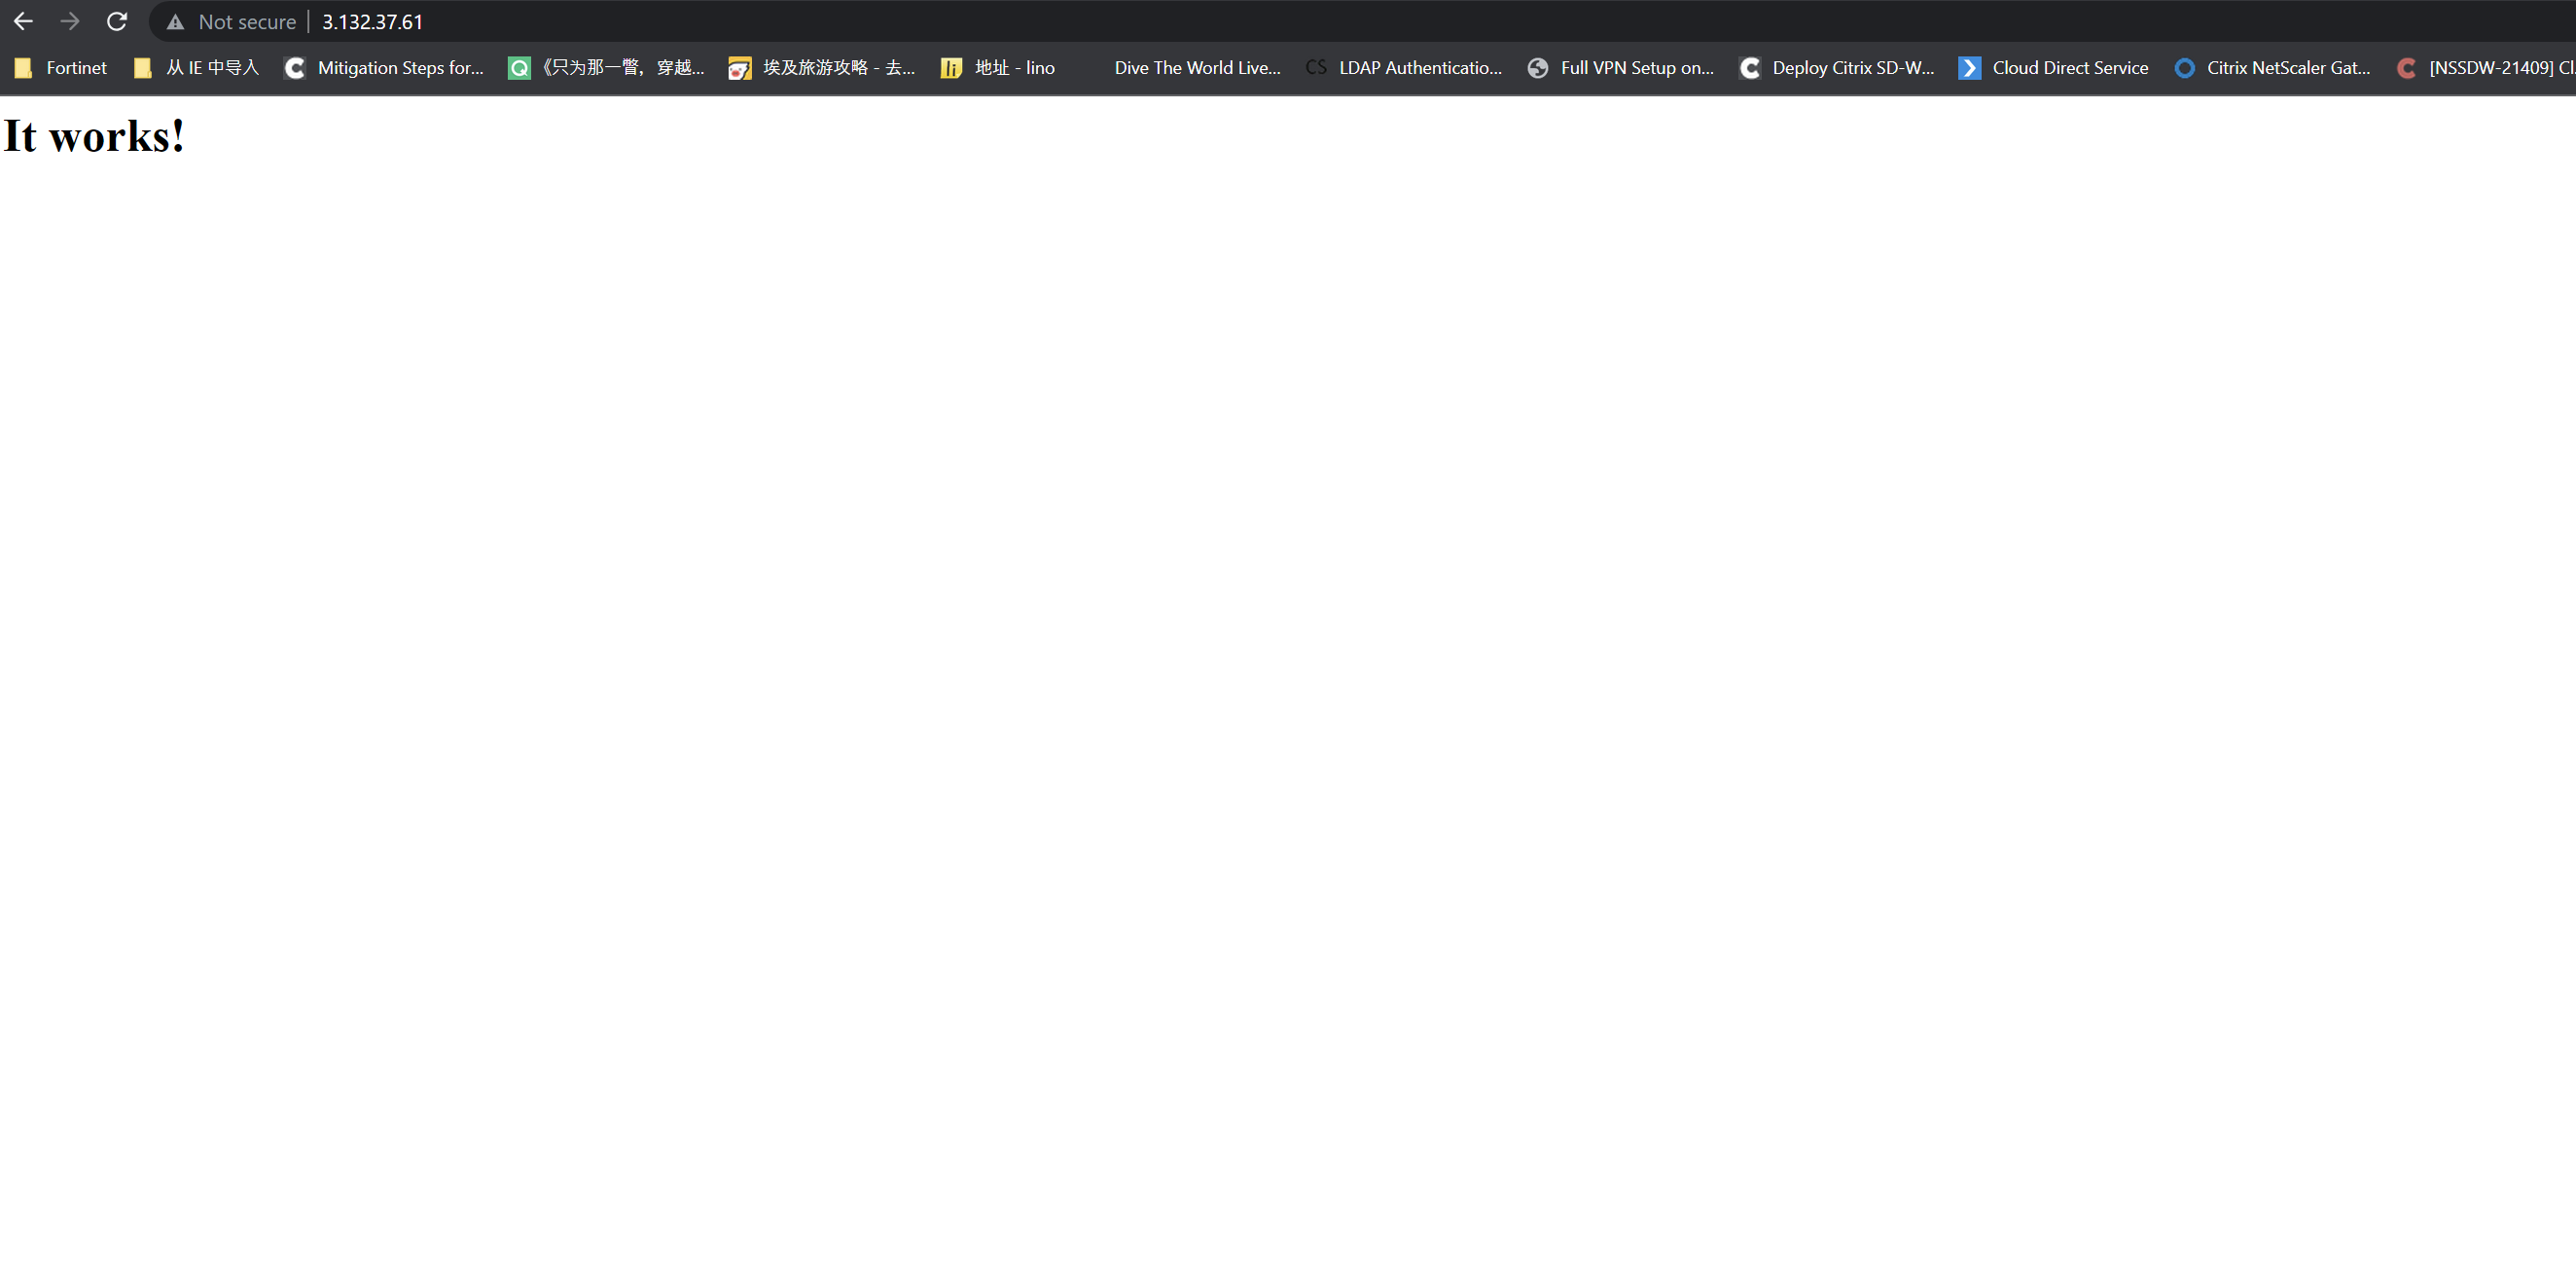 Not secure | 3.132.37.61
Fortinet 从 IE 中导入 Mitigation Steps for... 《只为那一瞥，穿越... 埃及旅游攻略 - 去... 地址 - lino Dive The World Live... CS LDAP Authenticatio... Full VPN Setup on... Deploy Citrix SD-W... Cloud Direct Service Citrix NetScaler Gat... [NSSDW-21409] Cl
It works!